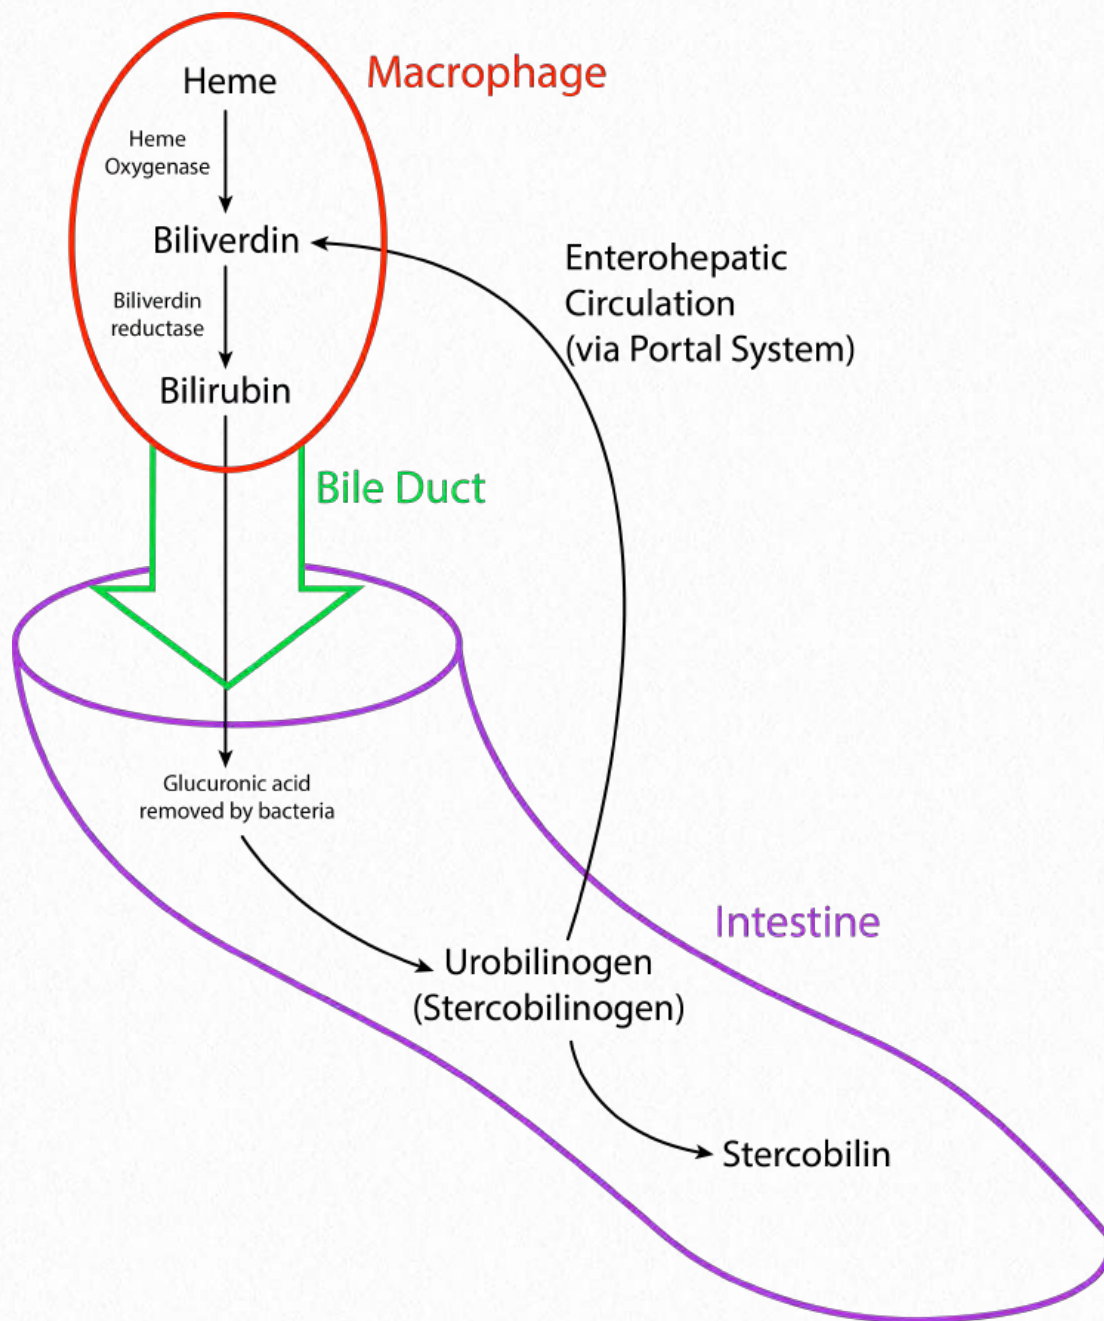 Heme
Macrophage
Heme
Oxygenase
Biliverdin
Enterohepatic
Circulation
(via Portal System)
Biliverdin
reductase
Bilirubin
Bile Duct
Glucuronic acid
removed by bacteria
Intestine
Urobilinogen
(Stercobilinogen)
Stercobilin